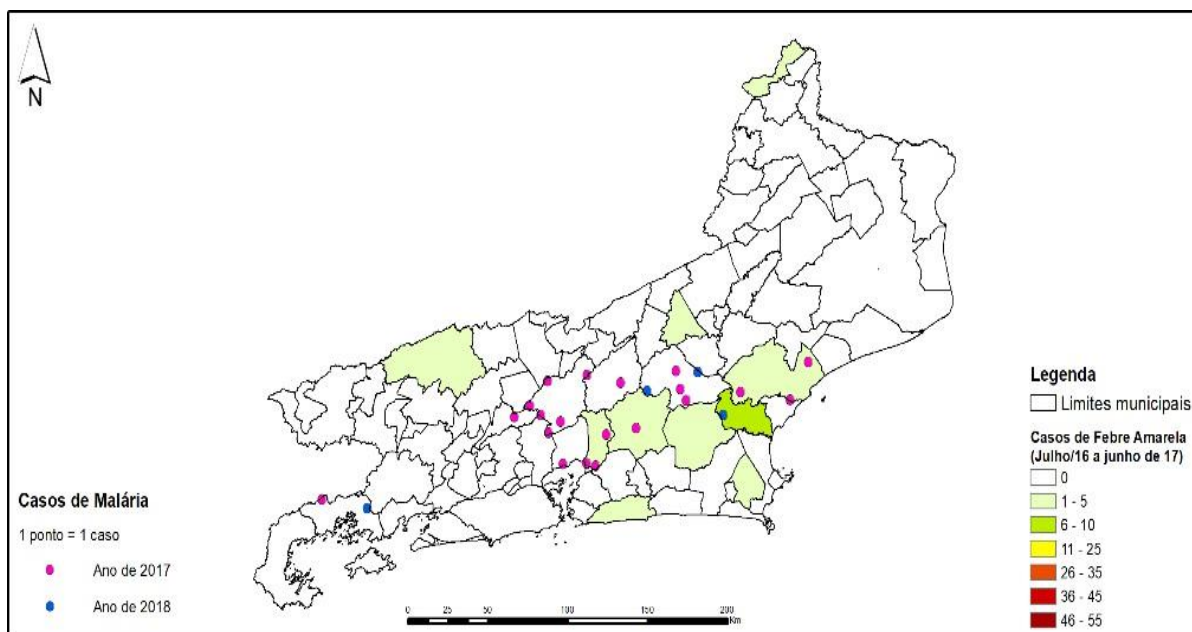 N
Casos de Malária
1 ponto = 1 caso
Ano de 2017
Ano de 2018
0 25 50 100 150 200
Km
Legenda
Limites municipais
Casos de Febre Amarela
(Julho/16 a junho de 17)
0
1 - 5
6 - 10
11 - 25
26 - 35
36 - 45
46 - 55